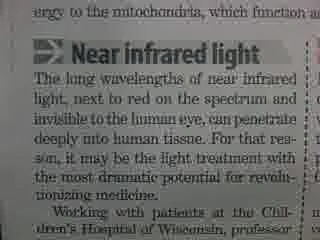 ergy to the mitochondria, which function as
Near infrared light
The long wavelengths of near infrared
light, next to red on the spectrum and
invisible to the human eye, can penetrate
deeply into human tissue. For that rea-
son, it may be the light treatment with
the most dramatic potential for revolu-
tionizing medicine.
Working with patients at the Chil-
dren's Hospital of Wisconsin, professor